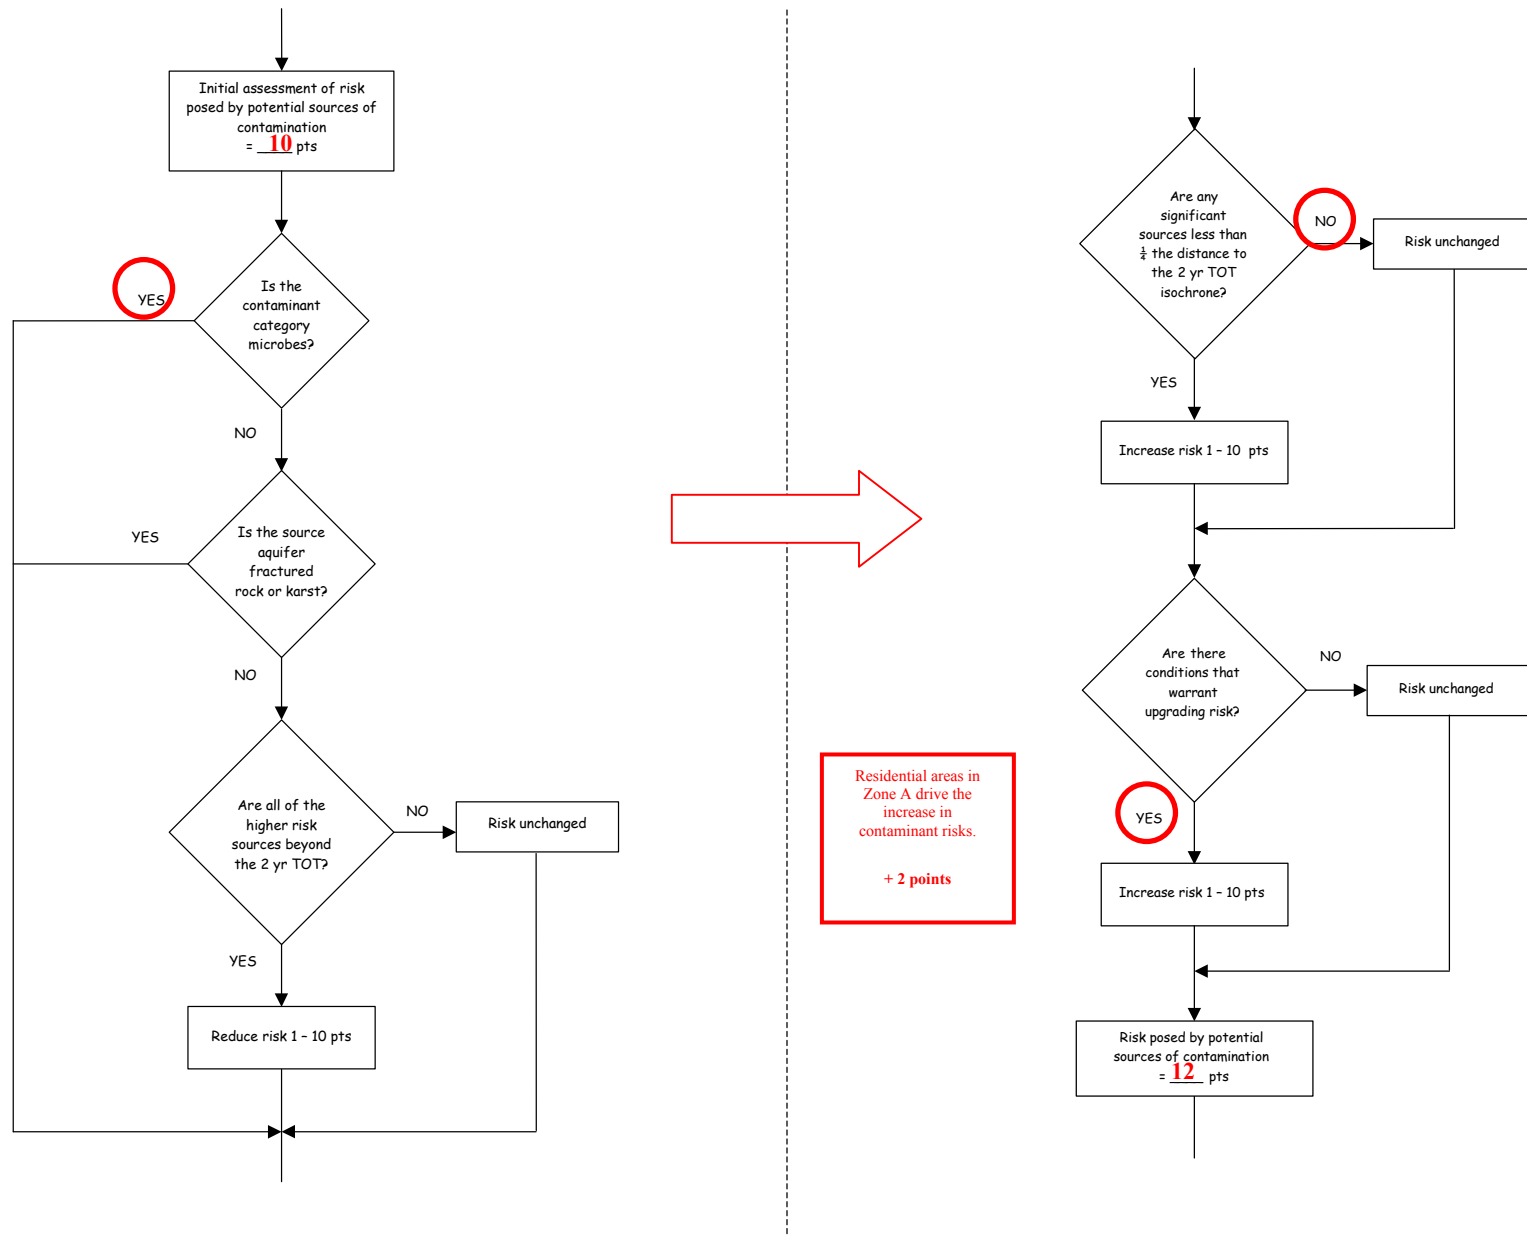 Initial assessment of risk
posed by potential sources of
contamination
= 10 pts
Is the
contaminant
category
microbes?
YES
NO
Is the source
aquifer
fractured
rock or karst?
YES
NO
Are all of the
higher risk
sources beyond
the 2 yr TOT?
NO
Risk unchanged
YES
Reduce risk 1 – 10 pts
Are any
significant
sources less than
¼ the distance to
the 2 yr TOT
isochrone?
NO
Risk unchanged
YES
Increase risk 1 – 10 pts
Are there
conditions that
warrant
upgrading risk?
NO
Risk unchanged
Residential areas in
Zone A drive the
increase in
contaminant risks.
+ 2 points
YES
Increase risk 1 – 10 pts
Risk posed by potential
sources of contamination
= 12 pts